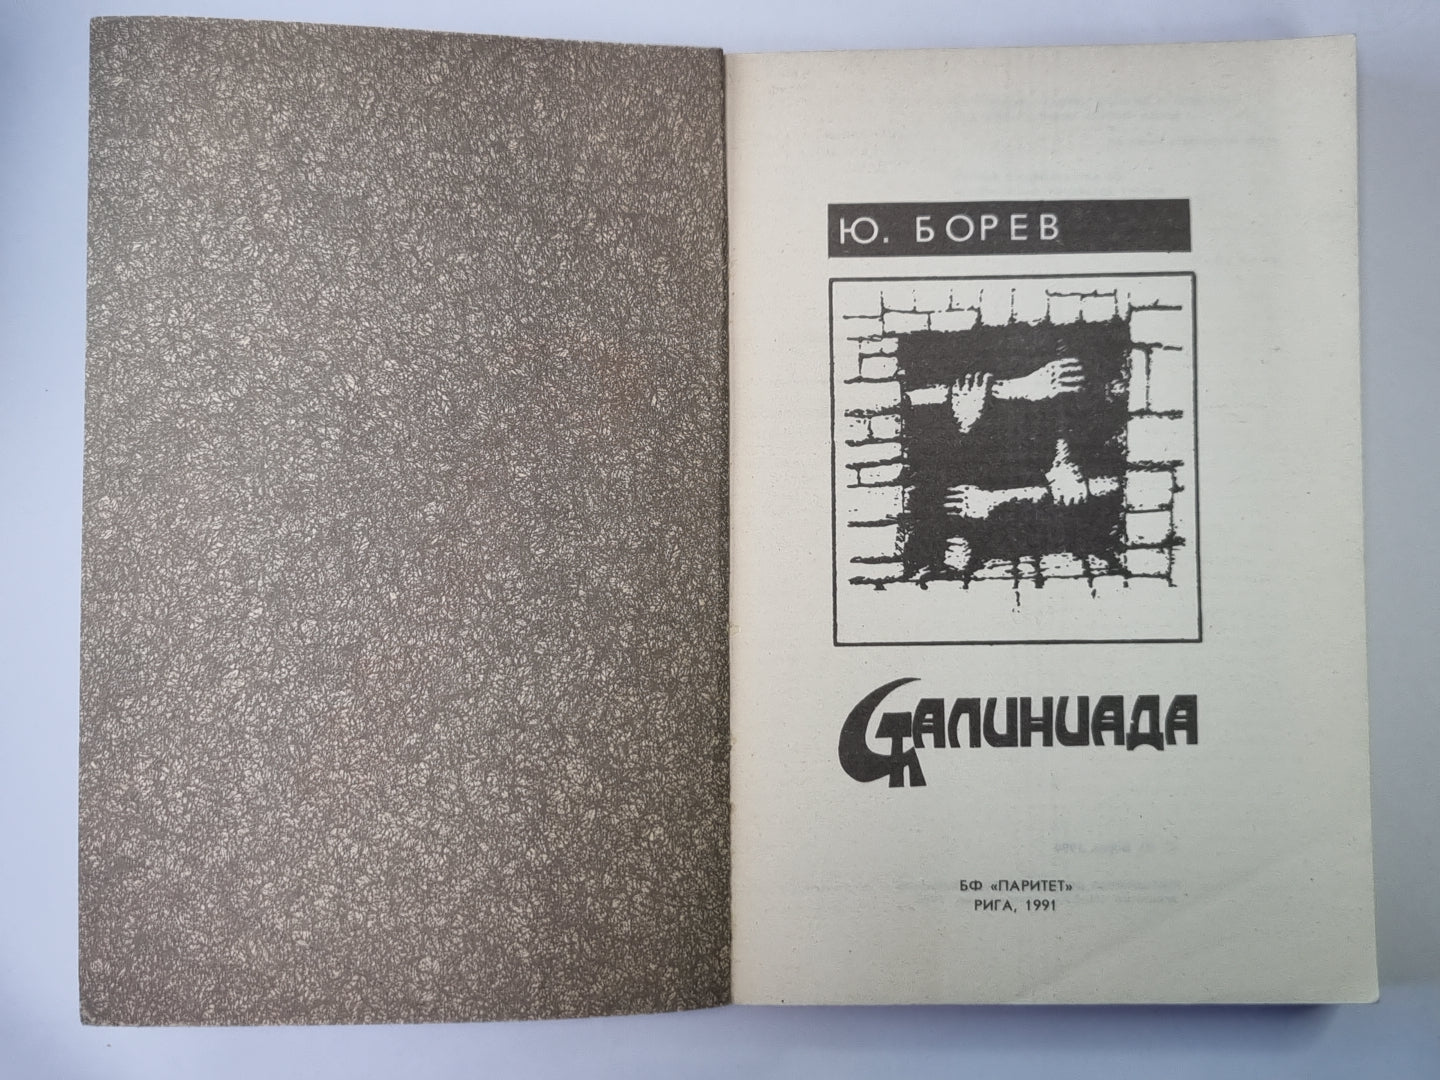 Ю. БОРЕВ
СТАЛИНИАДА
БФ «ПАРИТЕТ»
РИГА, 1991